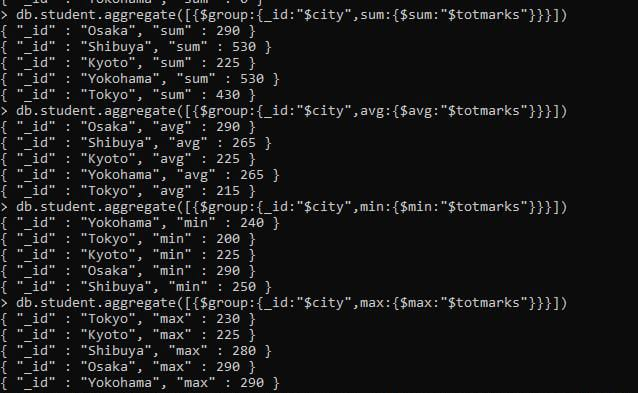 > db.student.aggregate([{$group:{_id:"$city",sum:{$sum:"$totmarks"}}}])
{ "_id" : "Osaka", "sum" : 290 }
{ "_id" : "Shibuya", "sum" : 530 }
{ "_id" : "Kyoto", "sum" : 225 }
{ "_id" : "Yokohama", "sum" : 530 }
{ "_id" : "Tokyo", "sum" : 430 }
> db.student.aggregate([{$group:{_id:"$city",avg:{$avg:"$totmarks"}}}])
{ "_id" : "Osaka", "avg" : 290 }
{ "_id" : "Shibuya", "avg" : 265 }
{ "_id" : "Kyoto", "avg" : 225 }
{ "_id" : "Yokohama", "avg" : 265 }
{ "_id" : "Tokyo", "avg" : 215 }
> db.student.aggregate([{$group:{_id:"$city",min:{$min:"$totmarks"}}}])
{ "_id" : "Yokohama", "min" : 240 }
{ "_id" : "Tokyo", "min" : 200 }
{ "_id" : "Kyoto", "min" : 225 }
{ "_id" : "Osaka", "min" : 290 }
{ "_id" : "Shibuya", "min" : 250 }
> db.student.aggregate([{$group:{_id:"$city",max:{$max:"$totmarks"}}}])
{ "_id" : "Tokyo", "max" : 230 }
{ "_id" : "Kyoto", "max" : 225 }
{ "_id" : "Shibuya", "max" : 280 }
{ "_id" : "Osaka", "max" : 290 }
{ "_id" : "Yokohama", "max" : 290 }